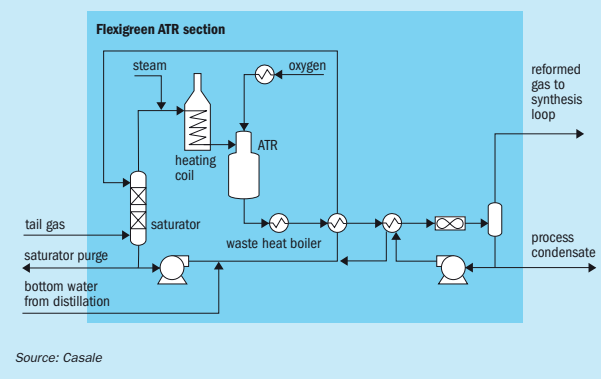 Flexigreen ATR section
steam
oxygen
reformed
gas to
synthesis
loop
ATR
heating
coil
tail gas
saturator
waste heat boiler
saturator purge
process
condensate
bottom water
from distillation
Source: Casale